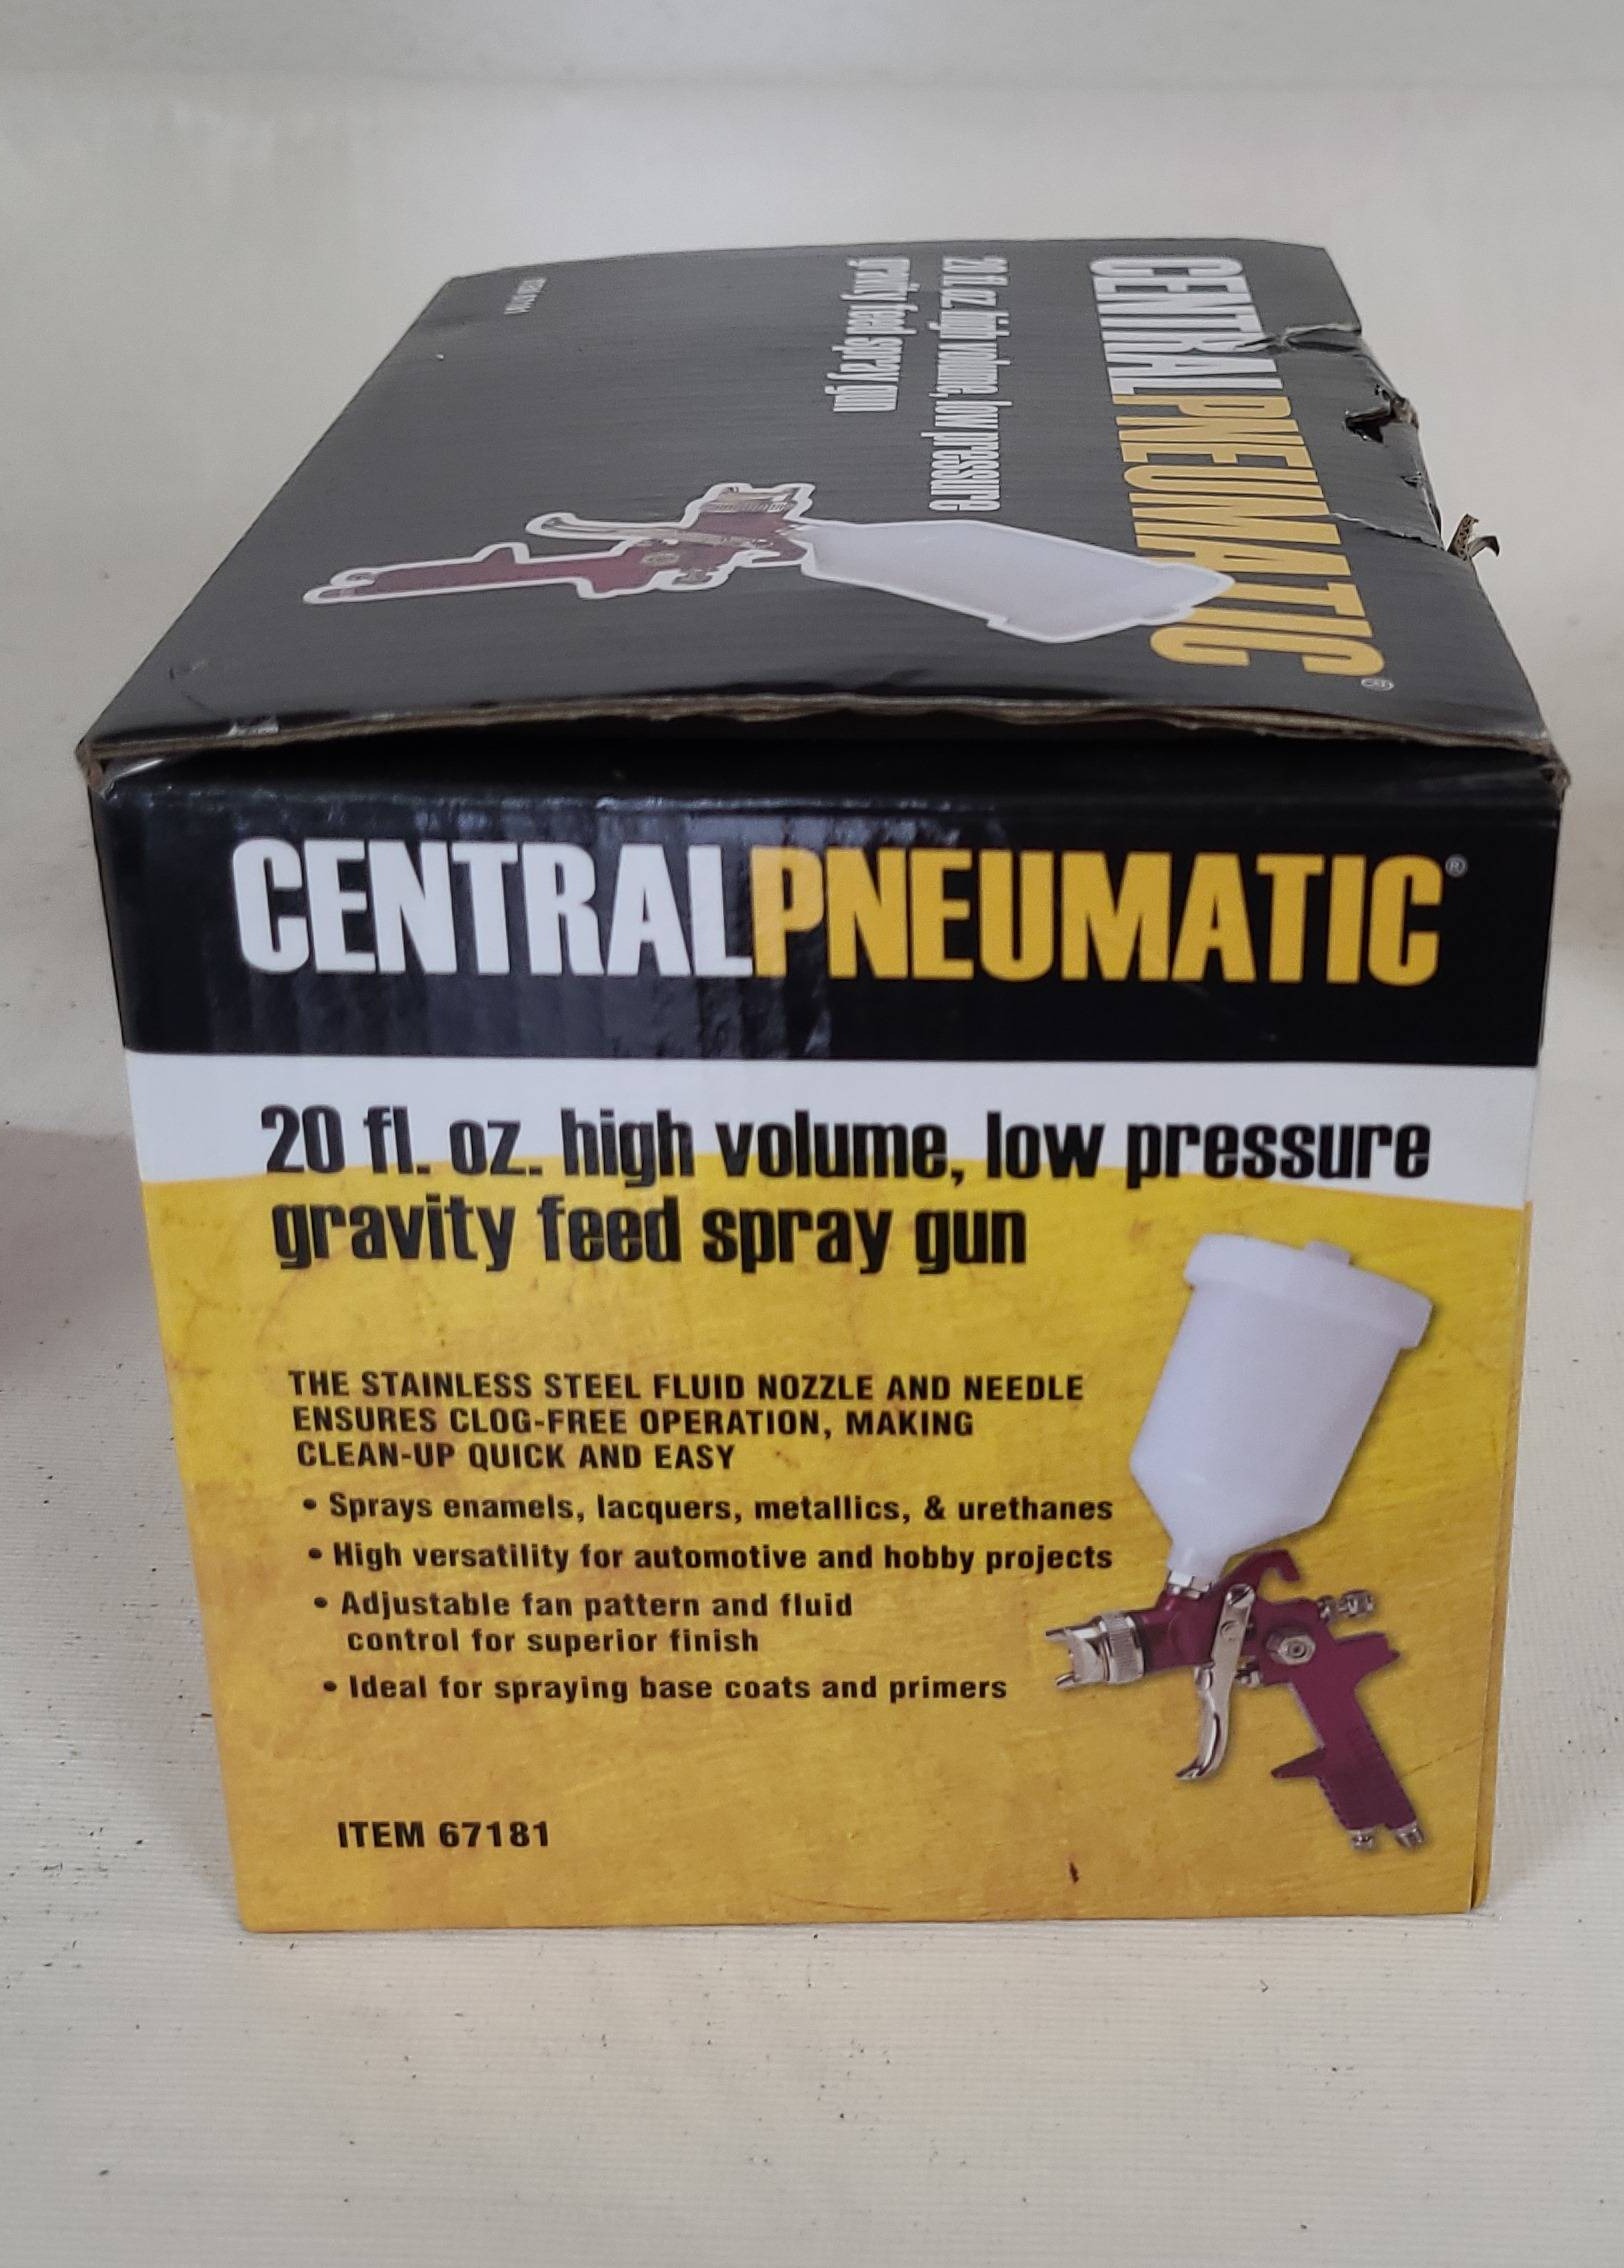 CENTRALPNEUMATIC®
20 fl. oz. high volume, low pressure
gravity feed spray gun
CENTRALPNEUMATIC®
20 fl. oz. high volume, low pressure
gravity feed spray gun
THE STAINLESS STEEL FLUID NOZZLE AND NEEDLE
ENSURES CLOG-FREE OPERATION, MAKING
CLEAN-UP QUICK AND EASY
• Sprays enamels, lacquers, metallics, & urethanes
• High versatility for automotive and hobby projects
• Adjustable fan pattern and fluid
control for superior finish
• Ideal for spraying base coats and primers
ITEM 67181